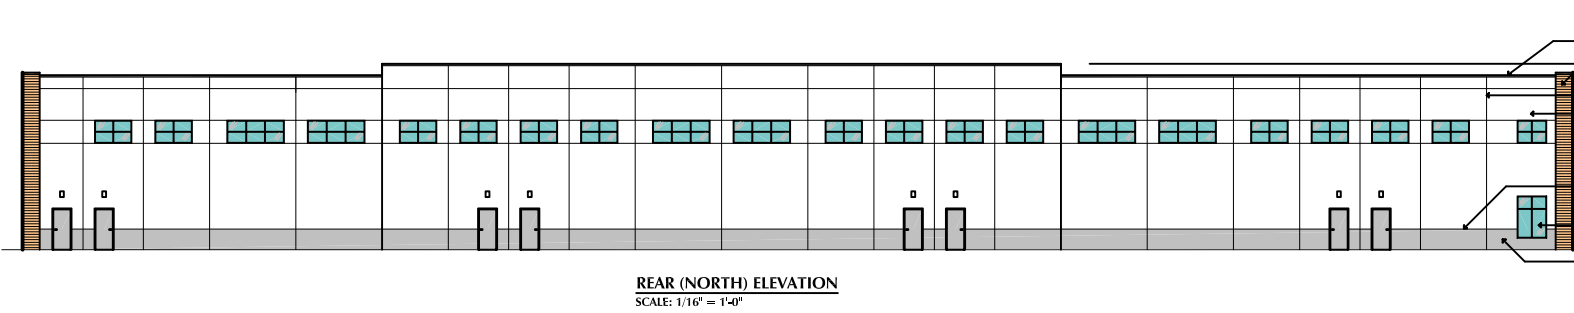 REAR (NORTH) ELEVATION
SCALE: 1/16" = 1'-0"